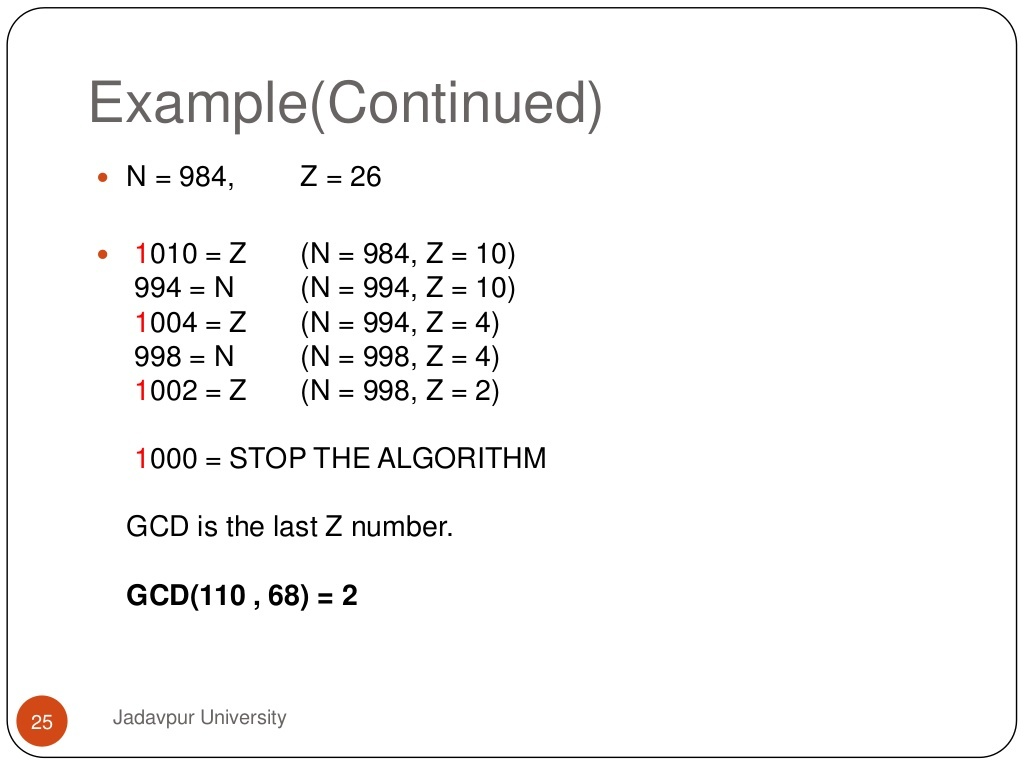 Example(Continued)
• N = 984, Z = 26
• 1010 = Z (N = 984, Z = 10)
994 = N (N = 994, Z = 10)
1004 = Z (N = 994, Z = 4)
998 = N (N = 998, Z = 4)
1002 = Z (N = 998, Z = 2)
1000 = STOP THE ALGORITHM
GCD is the last Z number.
GCD(110 , 68) = 2
25 Jadavpur University